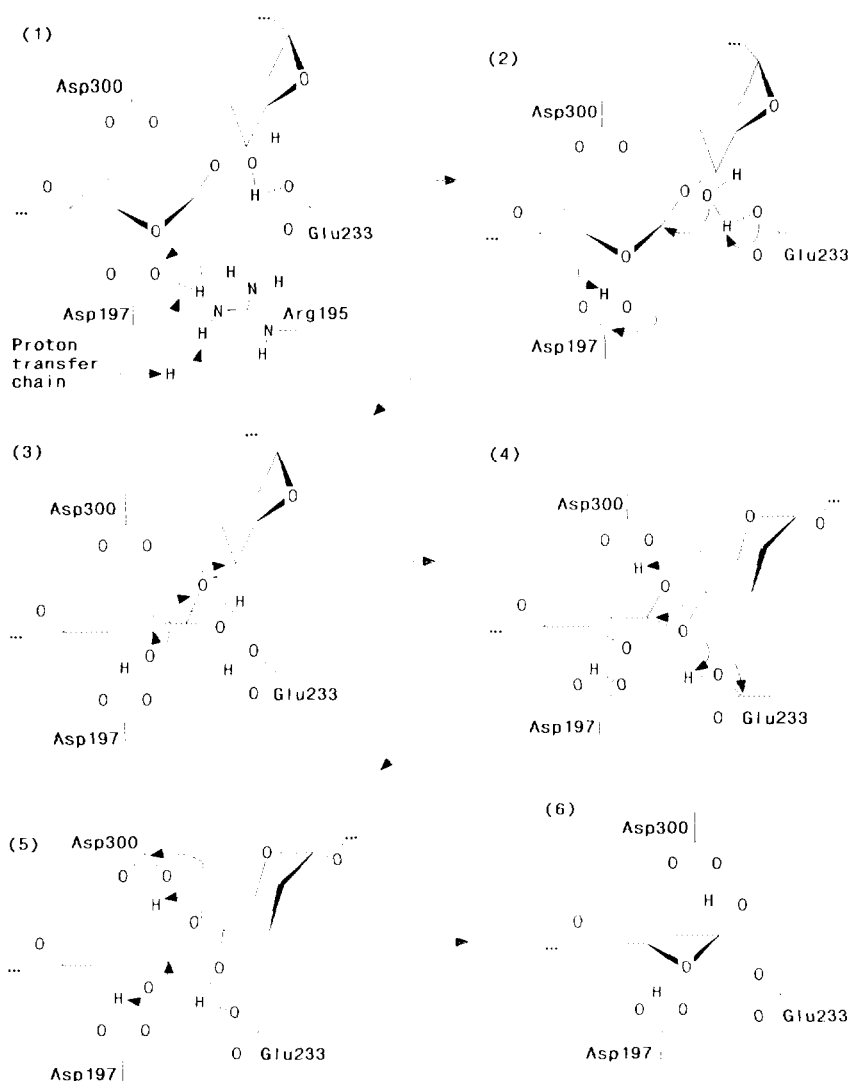 (1)
...
O
Asp300
O O
H
O O
O
H O
...
O
O Glu233
O O
H H
H N
Asp197 N Arg195
H N
Proton
transfer
chain
H
H
(2)
...
O
Asp300
O O
O H
O
O
H O
...
O
O Glu233
H
O O
Asp197
(3)
...
O
Asp300
O O
O
H
O
...
O
O
O
H
H
O O
O Glu233
Asp197
(4)
...
O
O
Asp300
O O
H
O
O
...
O
O
H
H O
O O
Asp197
O Glu233
(5)
Asp300
...
O
O
O O
H
O
O
...
O
O
H
H
O
O O
O Glu233
Asp197
(6)
Asp300
O O
H O
O
...
O
O
H
O O
O Glu233
Asp197